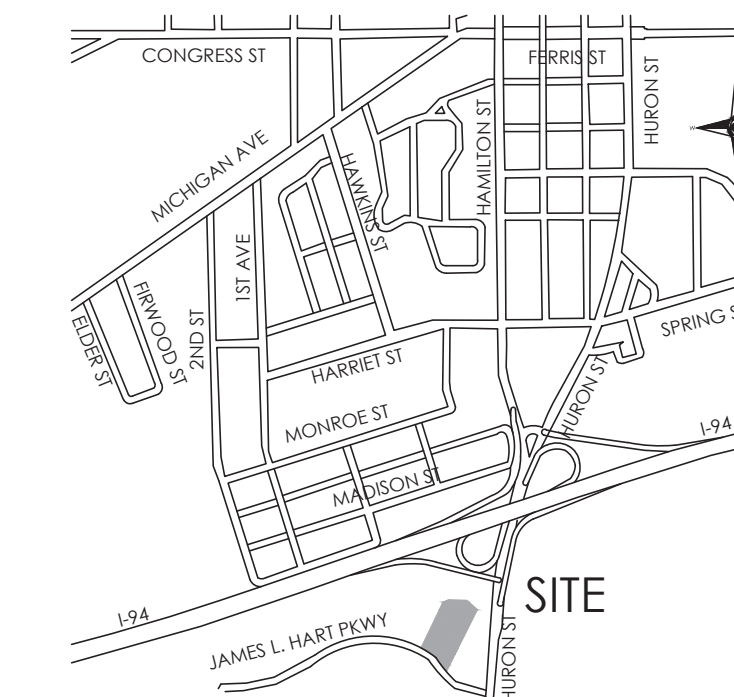 CONGRESS ST
FERRIS ST
HURON ST
MICHIGAN AVE
HAWKINS ST
HAMILTON ST
W
1ST AVE
FIRWOOD ST
ELDER ST
2ND ST
SPRING S
HARRIET ST
HURON ST
MONROE ST
I-94
MADISON ST
SITE
I-94
JAMES L. HART PKWY
HURON ST